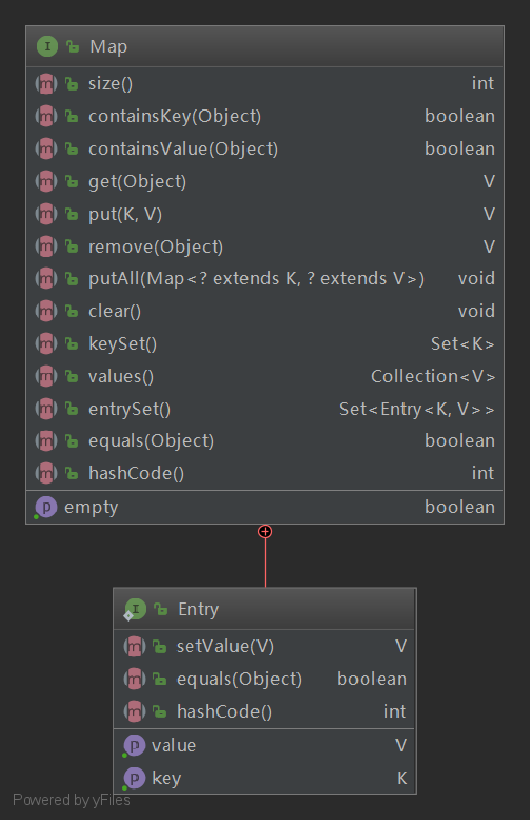 I Map
m size() int
m containsKey(Object) boolean
m containsValue(Object) boolean
m get(Object) V
m put(K, V) V
m remove(Object) V
m putAll(Map<? extends K, ? extends V>) void
m clear() void
m keySet() Set<K>
m values() Collection<V>
m entrySet() Set<Entry<K, V>>
m equals(Object) boolean
m hashCode() int
p empty boolean
I Entry
m setValue(V) V
m equals(Object) boolean
m hashCode() int
p value V
p key K
Powered by yFiles